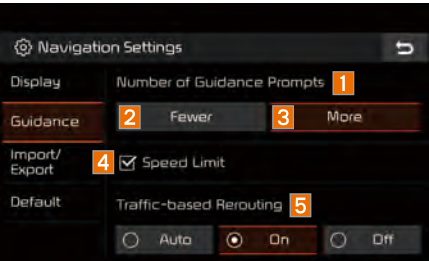 Navigation Settings
Display
Number of Guidance Prompts 1
Guidance
2 Fewer
3 More
Import/
Export
4 Speed Limit
Default
Traffic-based Rerouting 5
Auto On Off